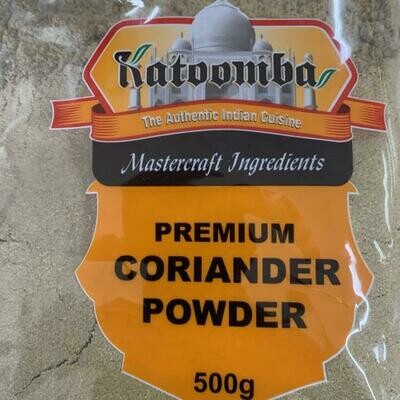 Katoomba
The Authentic Indian Cuisine
Mastercraft Ingredients
PREMIUM
CORIANDER
POWDER
500g